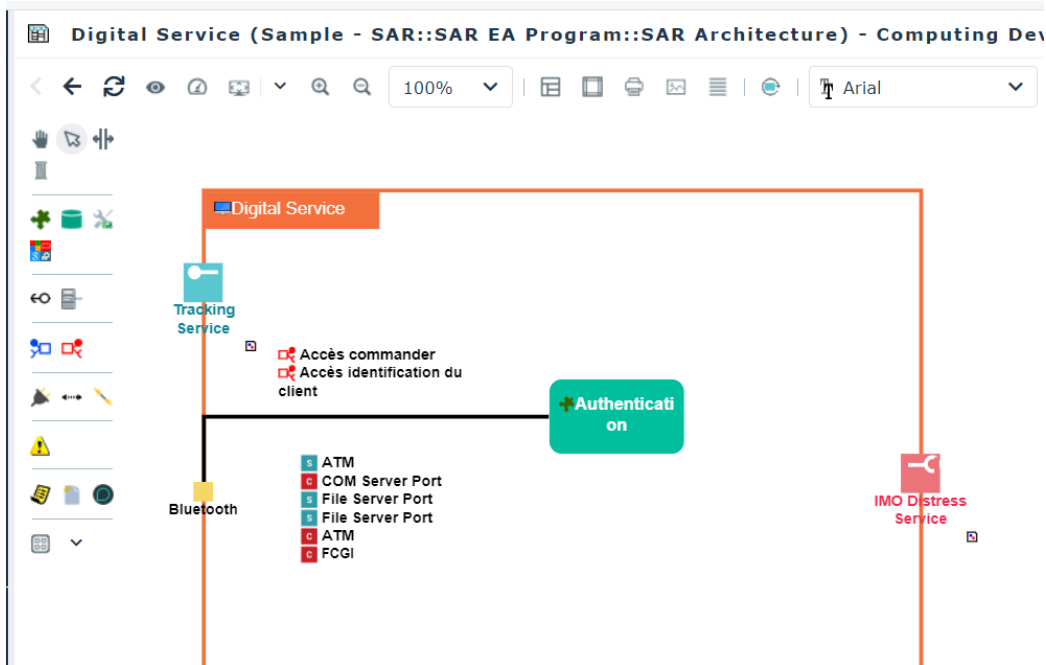 Digital Service (Sample - SAR::SAR EA Program::SAR Architecture) - Computing Dev
100%
Arial
Digital Service
Tracking
Service
Accès commander
Accès identification du
client
Authenticati
on
s ATM
c COM Server Port
s File Server Port
s File Server Port
c ATM
c FCGI
Bluetooth
IMO Distress
Service